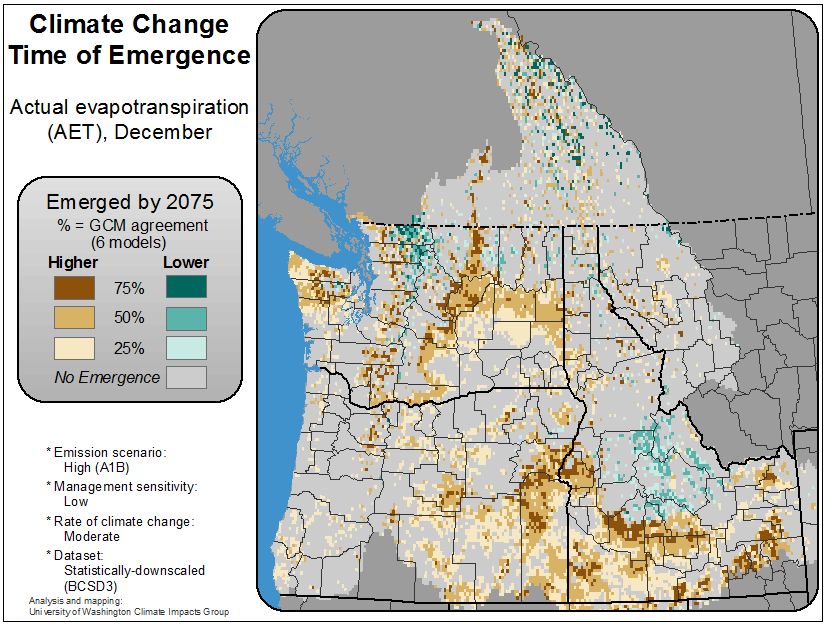 Climate Change
Time of Emergence
Actual evapotranspiration
(AET), December
Emerged by 2075
% = GCM agreement
(6 models)
Higher Lower
75%
50%
25%
No Emergence
* Emission scenario:
High (A1B)
* Management sensitivity:
Low
* Rate of climate change:
Moderate
* Dataset:
Statistically-downscaled
(BCSD3)
Analysis and mapping:
University of Washington Climate Impacts Group